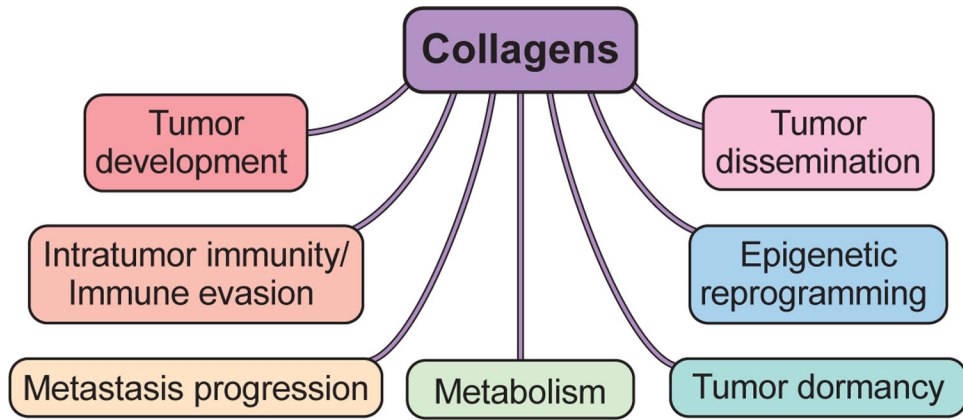 Collagens
Tumor
development
Tumor
dissemination
Intratumor immunity/
Immune evasion
Epigenetic
reprogramming
Metastasis progression
Metabolism
Tumor dormancy